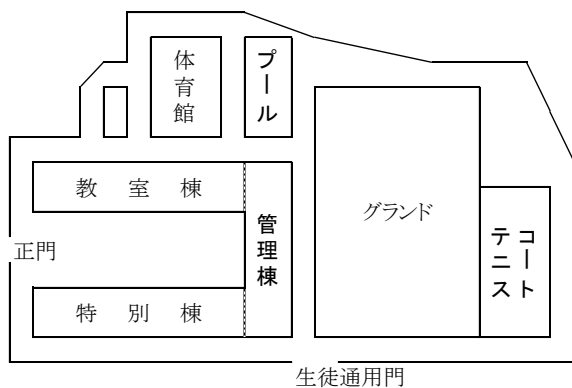 体育館
プール
教室棟
管理棟
グランド
テニス
コート
正門
特別棟
生徒通用門